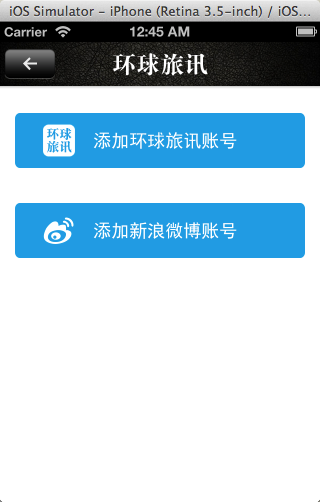 iOS Simulator - iPhone (Retina 3.5-inch) / iOS...
Carrier 12:45 AM
环球旅讯
环球
旅讯
添加环球旅讯账号
添加新浪微博账号